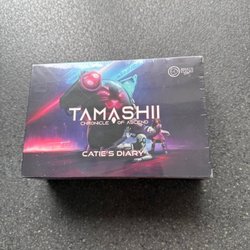 TAMASHII
CHRONICLE OF ASCEND
CATIE'S DIARY